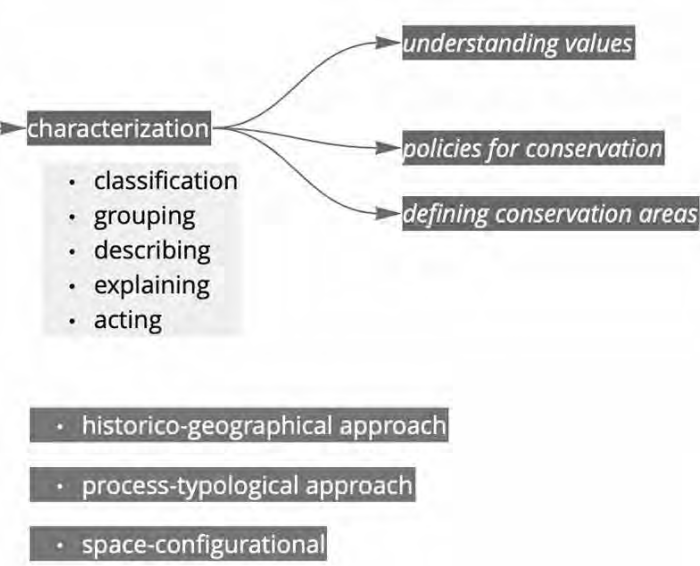 understanding values
characterization
policies for conservation
defining conservation areas
• classification
• grouping
• describing
• explaining
• acting
• historico-geographical approach
• process-typological approach
• space-configurational